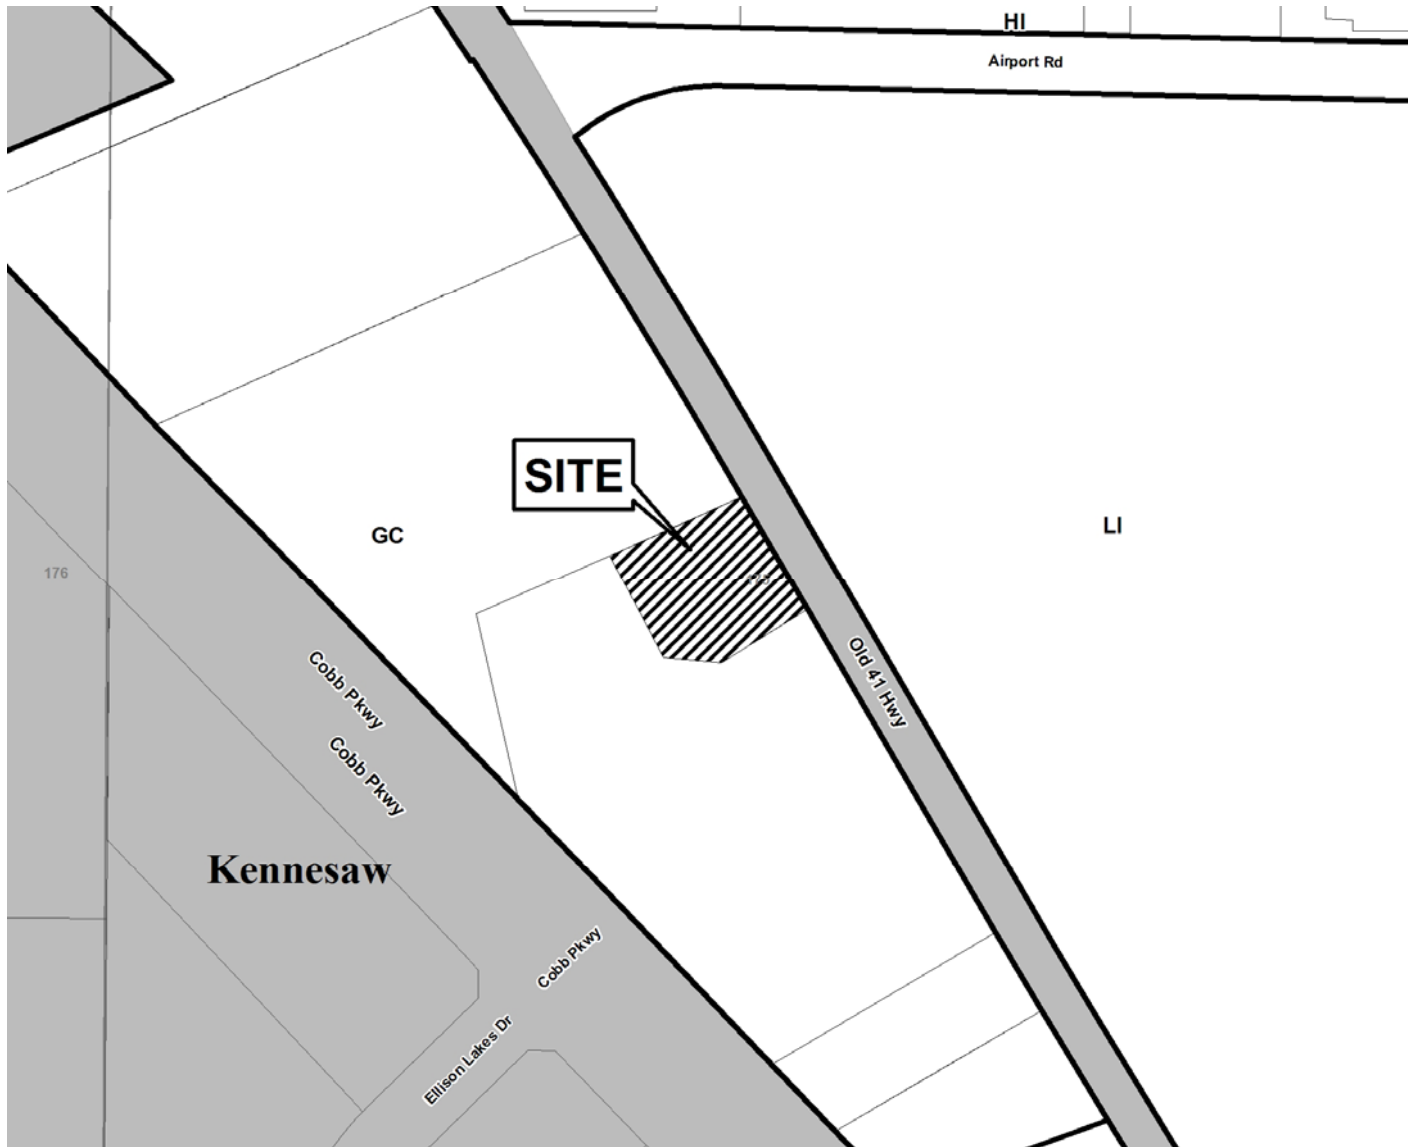 HI
Airport Rd
SITE
GC
LI
176
Old 41 Hwy
Cobb Pkwy
Cobb Pkwy
Kennesaw
Cobb Pkwy
Ellison Lakes Dr